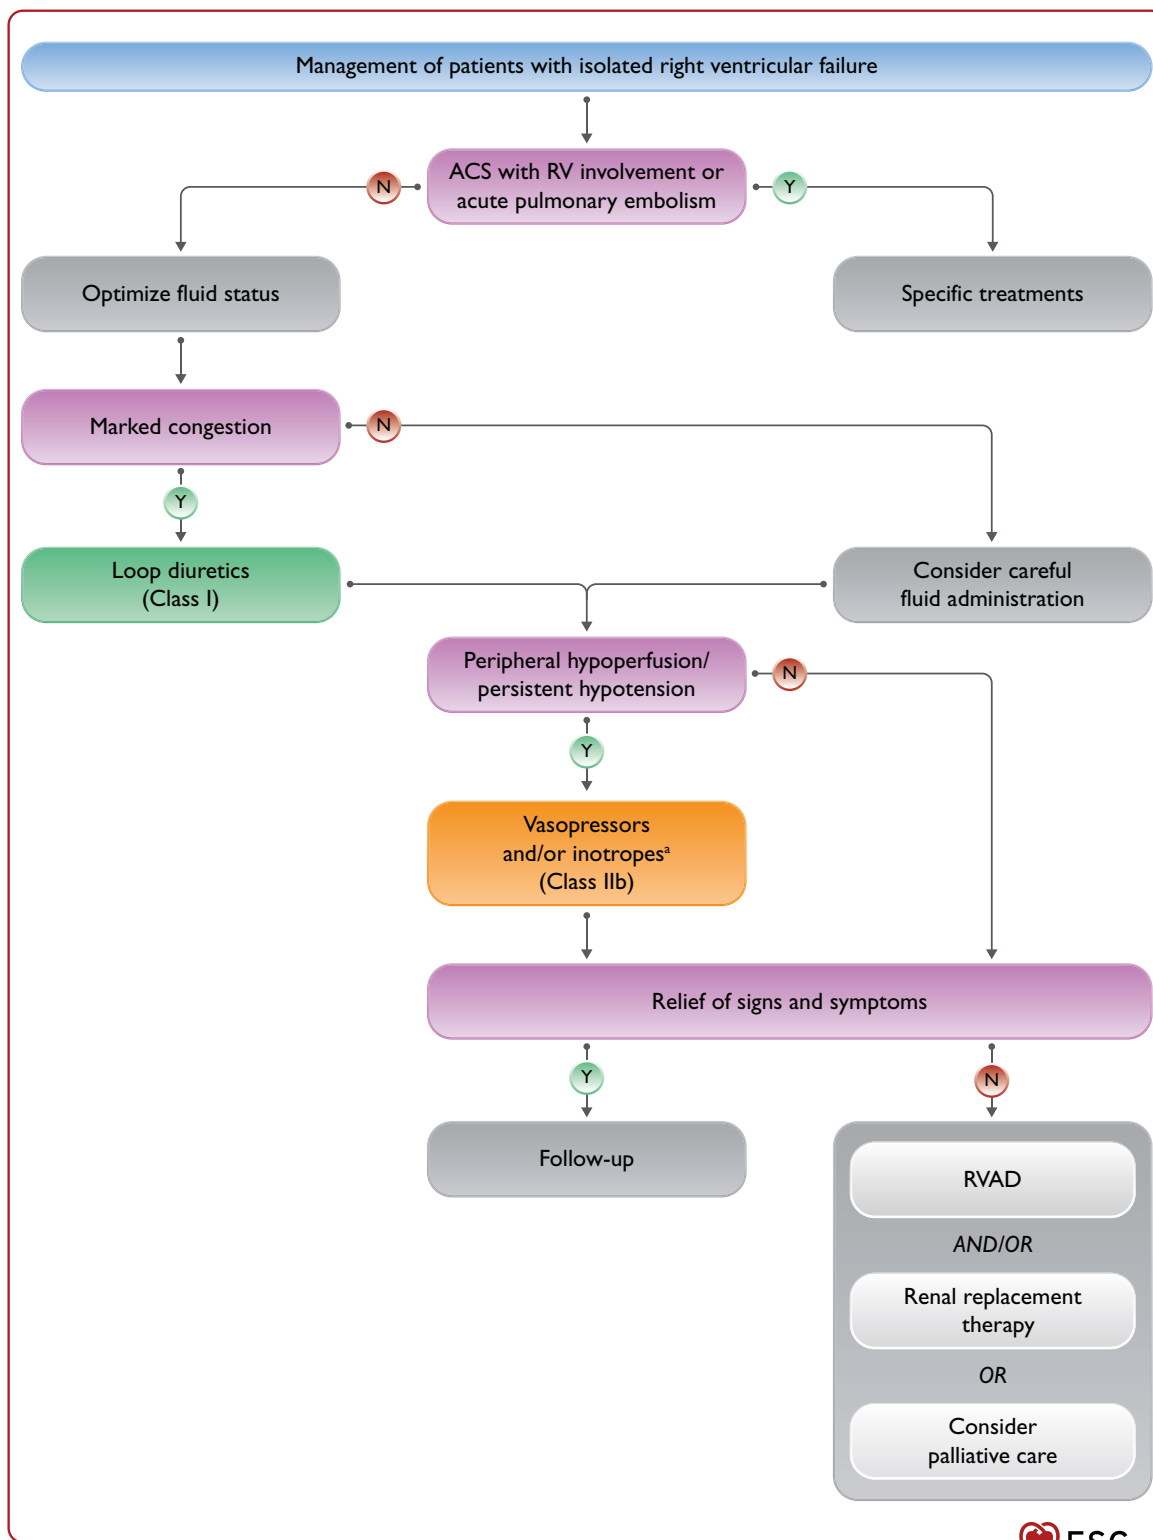 Management of patients with isolated right ventricular failure
ACS with RV involvement or
acute pulmonary embolism
N
Y
Optimize fluid status
Specific treatments
Marked congestion
N
Y
Loop diuretics
(Class I)
Consider careful
fluid administration
Peripheral hypoperfusion/
persistent hypotension
N
Y
Vasopressors
and/or inotropesᵃ
(Class IIb)
Relief of signs and symptoms
Y
N
Follow-up
RVAD
AND/OR
Renal replacement
therapy
OR
Consider
palliative care
ESC